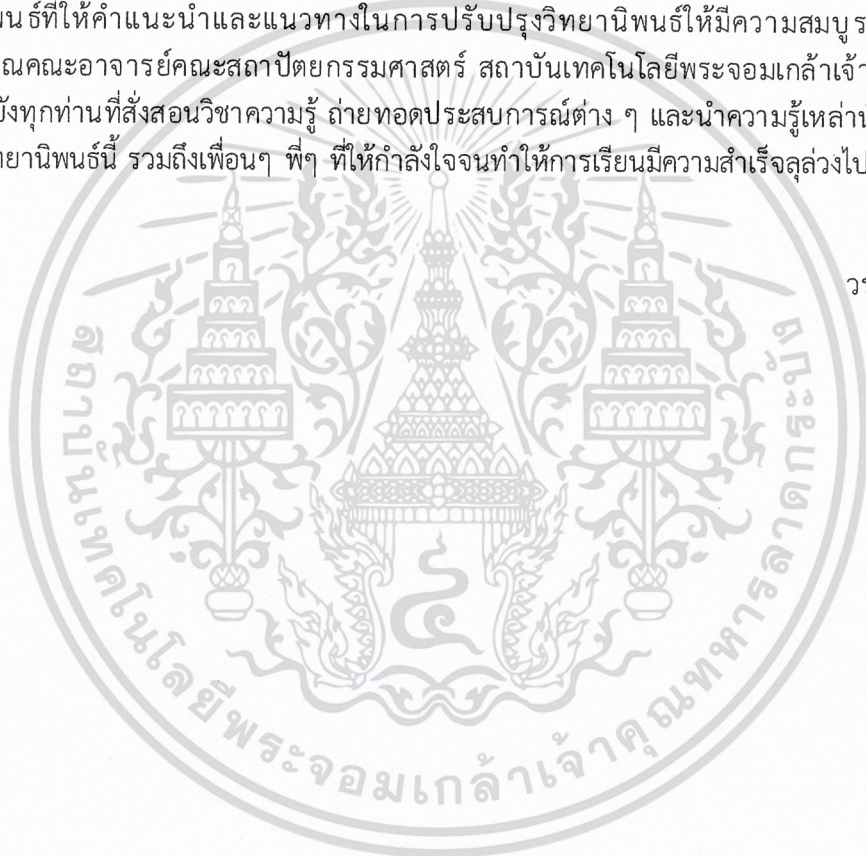 พนธ์ที่ให้คำแนะนำและแนวทางในการปรับปรุงวิทยานิพนธ์ให้มีความสมบูร
ณคณะอาจารย์คณะสถาปัตยกรรมศาสตร์ สถาบันเทคโนโลยีพระจอมเกล้าเจ้า
บังทุกท่านที่สั่งสอนวิชาความรู้ ถ่ายทอดประสบการณ์ต่าง ๆ และนำความรู้เหล่าน
ทยานิพนธ์นี้ รวมถึงเพื่อนๆ พี่ๆ ที่ให้กำลังใจจนทำให้การเรียนมีความสำเร็จลุล่วงไป
วร
สถาบันเทคโนโลยีพระจอมเกล้าเจ้าคุณทหารลาดกระบัง
๔